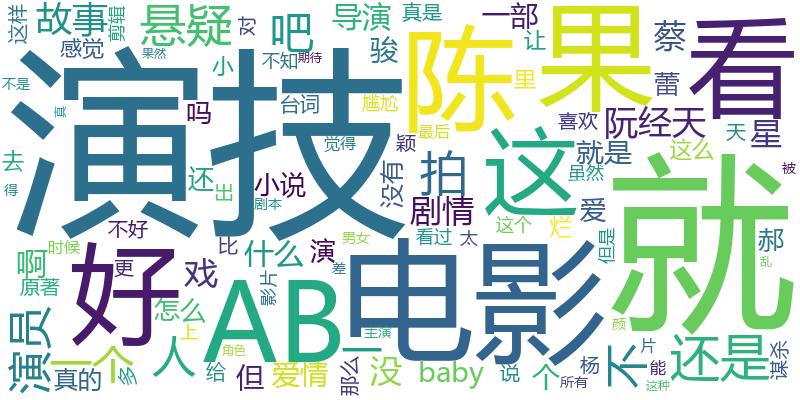 这样 故事 悬疑 吧 导演 真是 一部 让 蔡 果 看
剪辑 对 果然 骏 陈 里 蕾
感觉 小 不知 期待
不是 台词 尴尬 喜欢 阮经天 星
演技 吗 觉得 颖 最后 这 天
真 没有 就是 这么 被
去 还 出 小说 拍 虽然 就
得 剧本 剧情 这个 爱
不好 看过 太 烂 但是 郝
时候 好 更 比 演 男女 电影
啊 戏 什么 差 乱
原著 怎么 AB 影片
演员 上 主演 不 还是 颜 谋杀
一个 人 角色 一 片
真的 多 给 但 爱情 那么 没 baby 说 个 所有 杨 能 这种